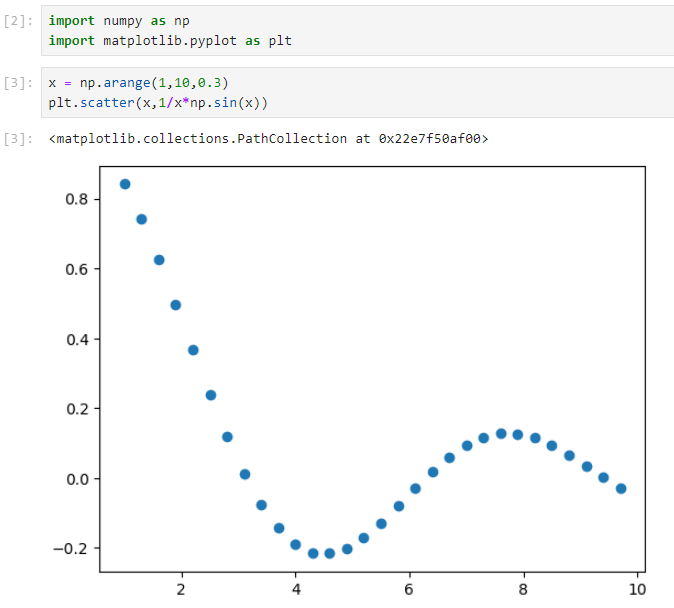 [2]: import numpy as np
import matplotlib.pyplot as plt
[3]: x = np.arange(1,10,0.3)
plt.scatter(x,1/x*np.sin(x))
[3]: <matplotlib.collections.PathCollection at 0x22e7f50af00>
0.8
0.6
0.4
0.2
0.0
−0.2
2 4 6 8 10